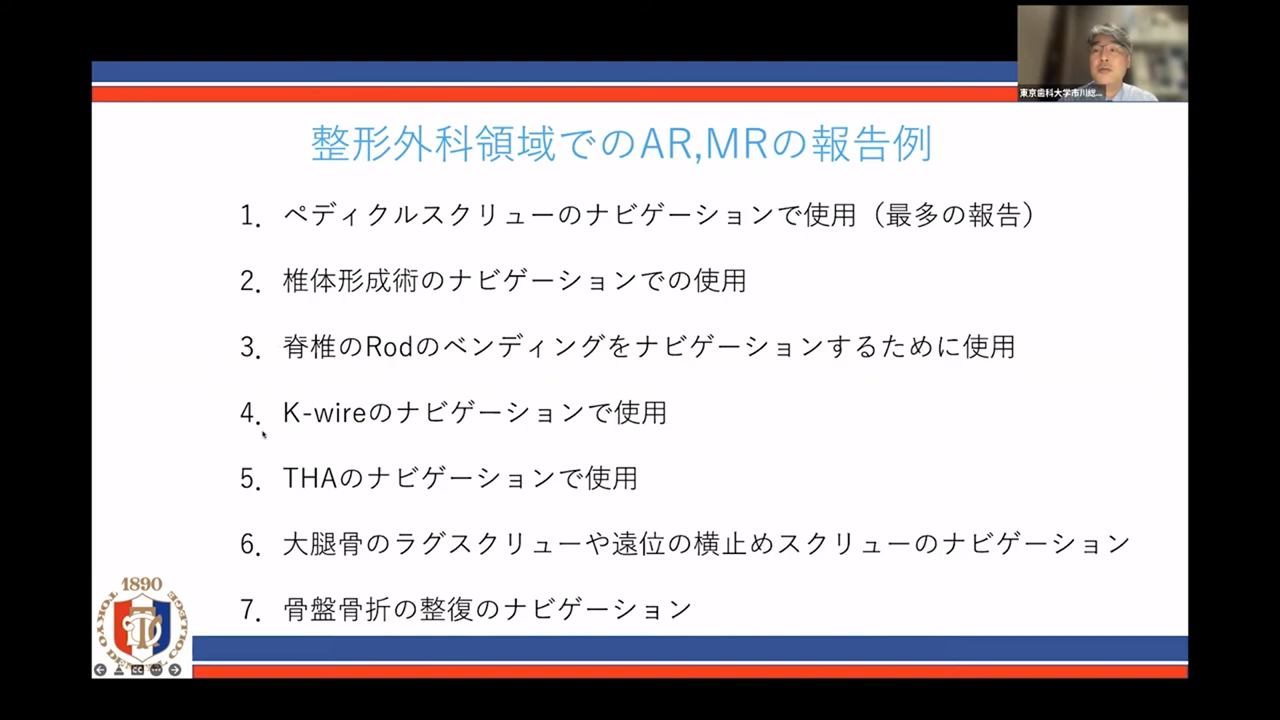 東京歯科大学市川総...
整形外科領域でのAR,MRの報告例
1. ペディクルスクリューのナビゲーションで使用（最多の報告）
2. 椎体形成術のナビゲーションでの使用
3. 脊椎のRodのベンディングをナビゲーションするために使用
4. K-wireのナビゲーションで使用
5. THAのナビゲーションで使用
6. 大腿骨のラグスクリューや遠位の横止めスクリューのナビゲーション
7. 骨盤骨折の整復のナビゲーション
1890
TOKYO DENTAL COLLEGE